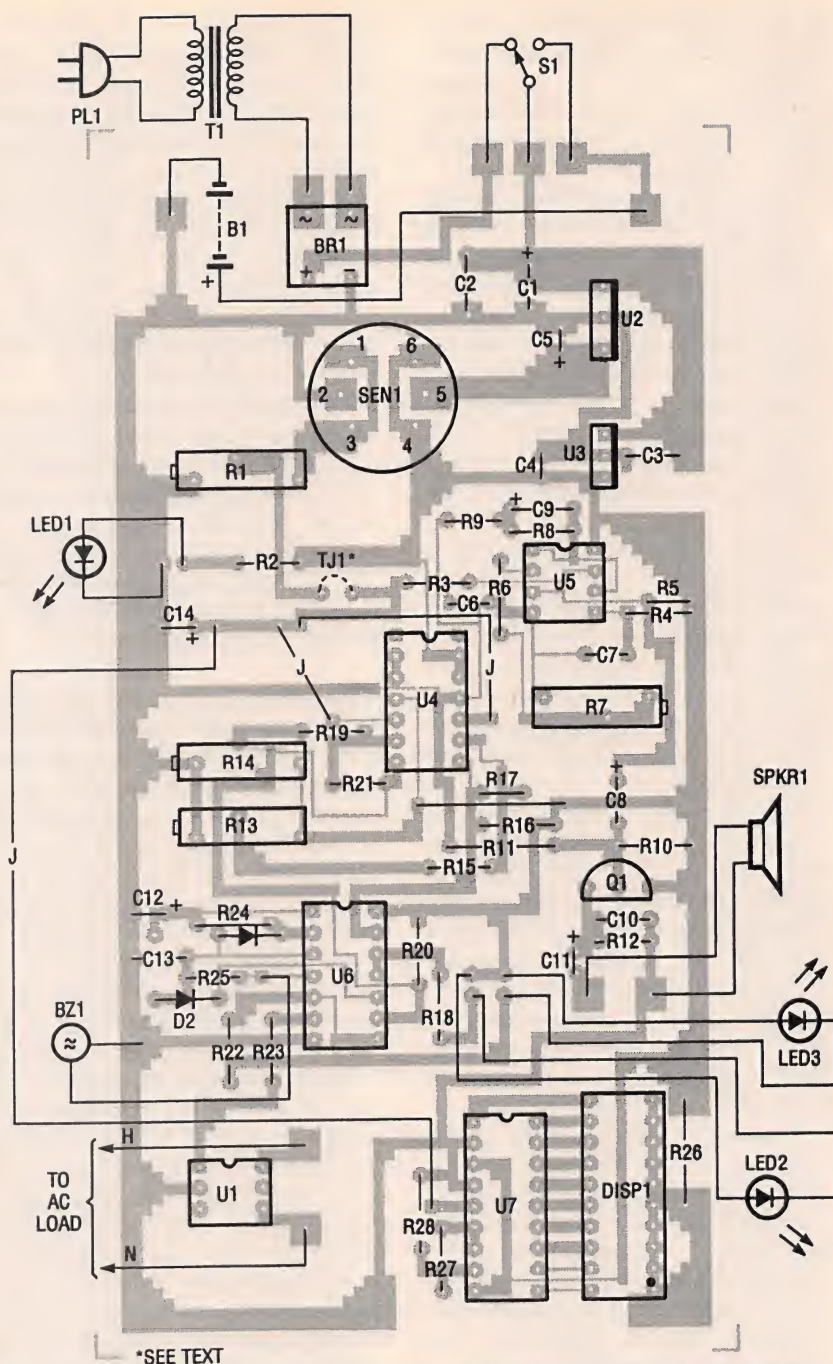 S1
PL1
T1
B1
+
~ ~
BR1
+ −
C2
+
C1
U2
C5
+
1 6
2 SEN1 5
3 4
R1
U3
C4
C3
LED1
R2
TJ1*
R9
+
C9
R8
R3
C6
R6
U5
R5
R4
C14
+
C7
J
J
U4
R7
R19
R14
R21
R17
+
C8
SPKR1
R13
R16
R11
R10
J
R15
Q1
C12 +
R24
C10
R12
C13
U6
R20
+
C11
R25
BZ1
~
D2
R18
R22 R23
LED3
H
TO
AC
LOAD
U1
N
R28
R27
U7
DISP1
R26
LED2
*SEE TEXT